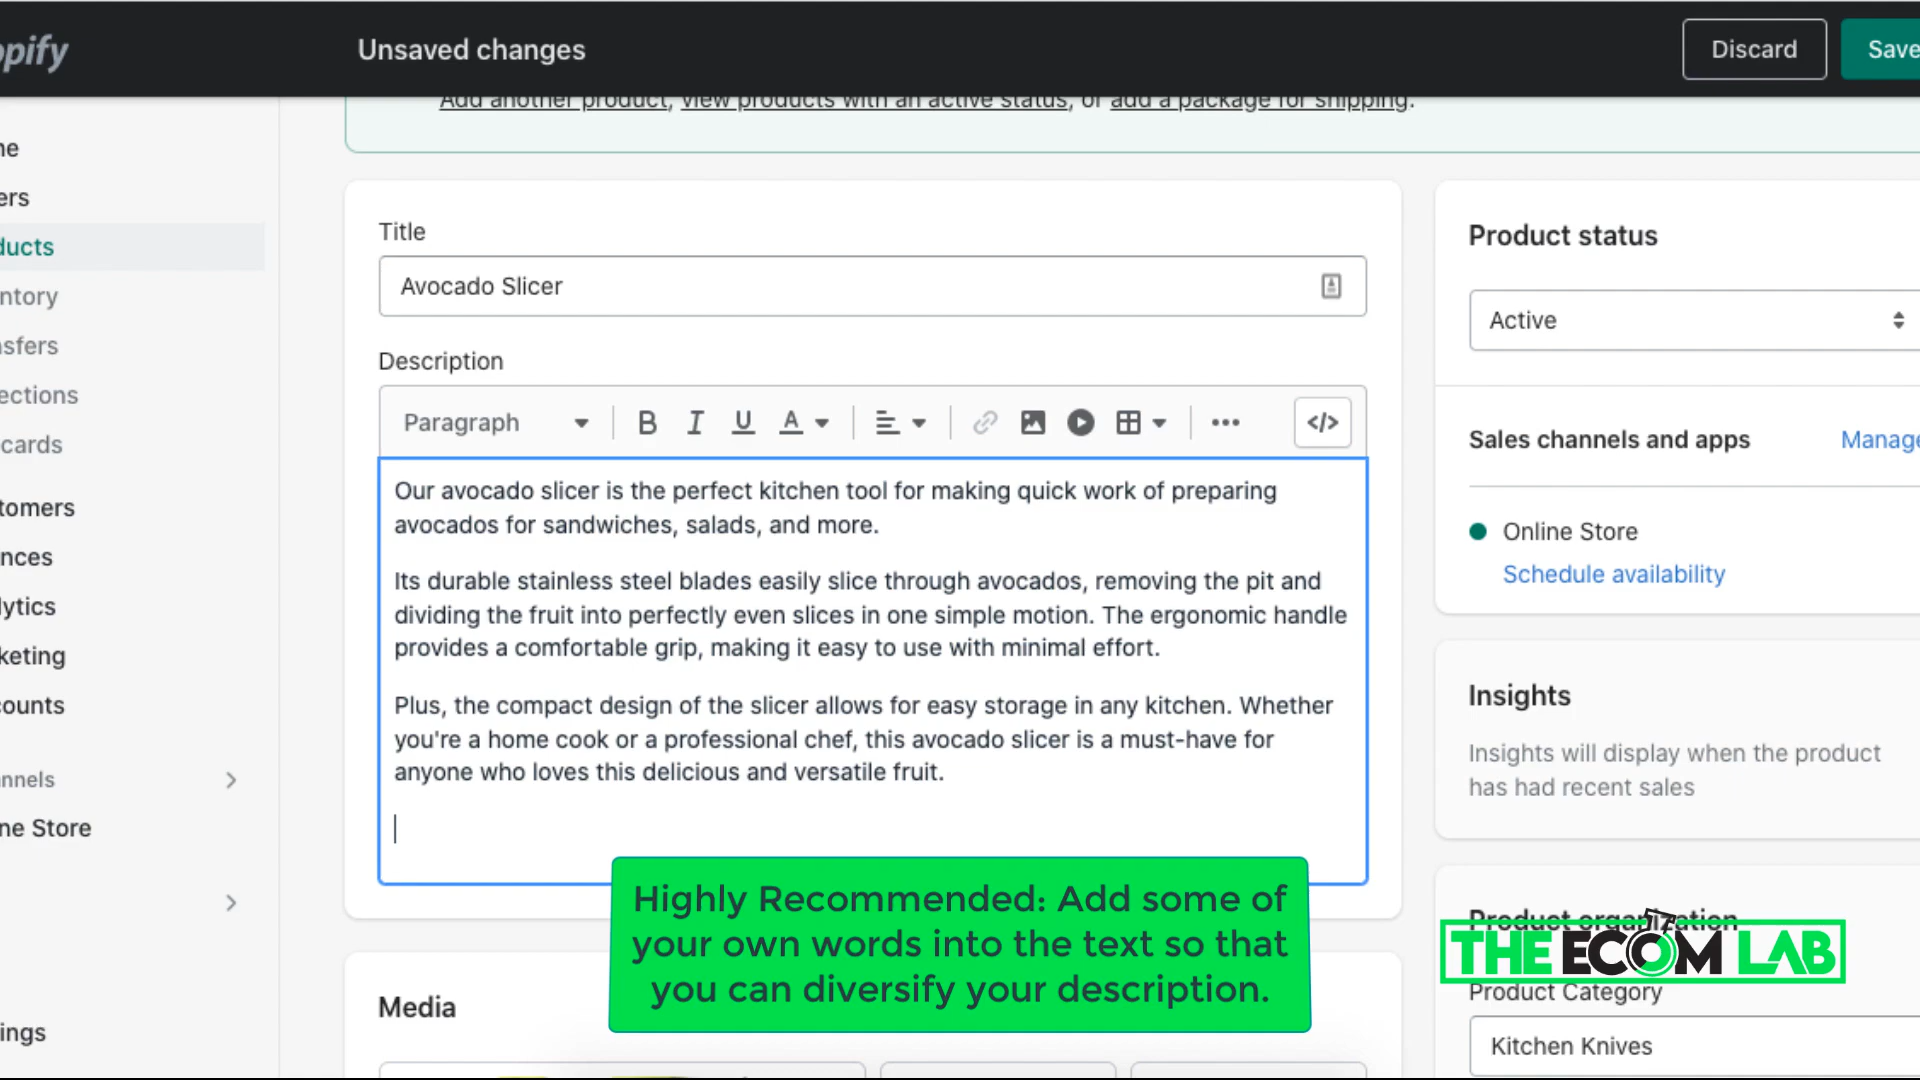 pify
Unsaved changes
Discard
Save
Add another product, view products with an active status, or add a package for shipping.
ne
ers
ducts
ntory
nsfers
ections
cards
tomers
nces
lytics
keting
ounts
nnels
ne Store
ings
Title
Avocado Slicer
Description
Paragraph
B I U A
</>
Our avocado slicer is the perfect kitchen tool for making quick work of preparing
avocados for sandwiches, salads, and more.
Its durable stainless steel blades easily slice through avocados, removing the pit and
dividing the fruit into perfectly even slices in one simple motion. The ergonomic handle
provides a comfortable grip, making it easy to use with minimal effort.
Plus, the compact design of the slicer allows for easy storage in any kitchen. Whether
you're a home cook or a professional chef, this avocado slicer is a must-have for
anyone who loves this delicious and versatile fruit.
Highly Recommended: Add some of
your own words into the text so that
you can diversify your description.
Media
Product status
Active
Sales channels and apps
Manage
Online Store
Schedule availability
Insights
Insights will display when the product
has had recent sales
Product organization
THE ECOM LAB
Product Category
Kitchen Knives